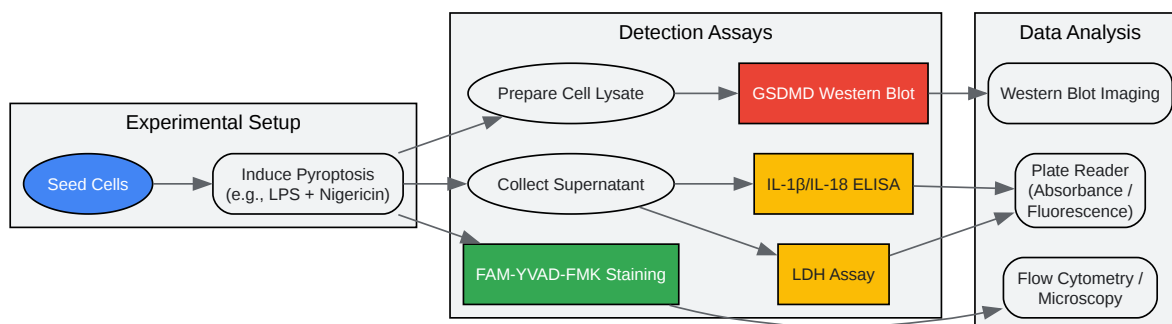 Experimental Setup
Seed Cells
Induce Pyroptosis
(e.g., LPS + Nigericin)
Detection Assays
Prepare Cell Lysate
GSDMD Western Blot
Collect Supernatant
IL-1β/IL-18 ELISA
FAM-YVAD-FMK Staining
LDH Assay
Data Analysis
Western Blot Imaging
Plate Reader
(Absorbance /
Fluorescence)
Flow Cytometry /
Microscopy